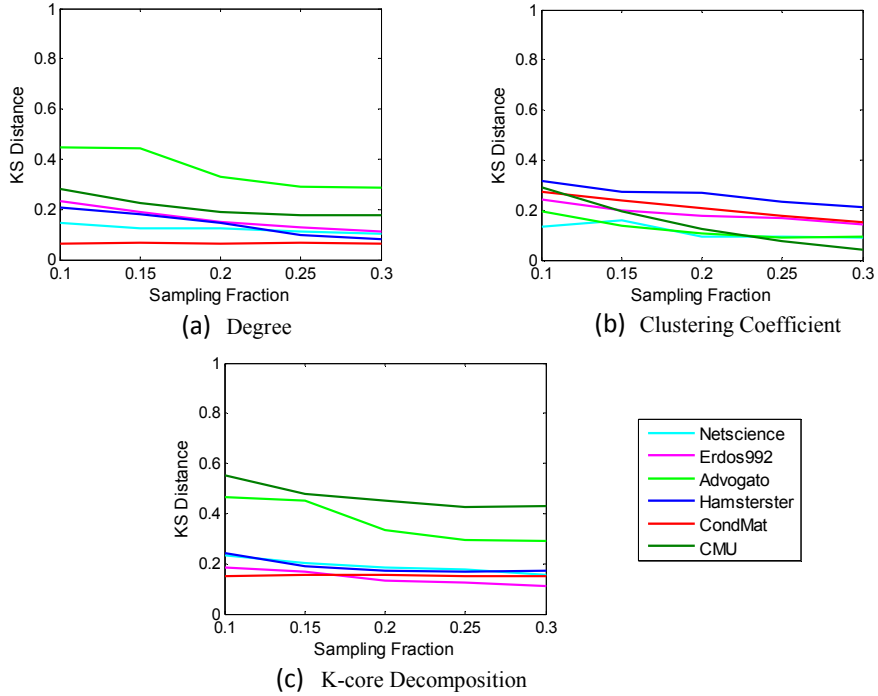 1
0.8
0.6
0.4
0.2
0
KS Distance
0.1 0.15 0.2 0.25 0.3
Sampling Fraction
(a) Degree
1
0.8
0.6
0.4
0.2
0
KS Distance
0.1 0.15 0.2 0.25 0.3
Sampling Fraction
(b) Clustering Coefficient
1
0.8
0.6
0.4
0.2
0
KS Distance
0.1 0.15 0.2 0.25 0.3
Sampling Fraction
(c) K-core Decomposition
Netscience
Erdos992
Advogato
Hamsterster
CondMat
CMU